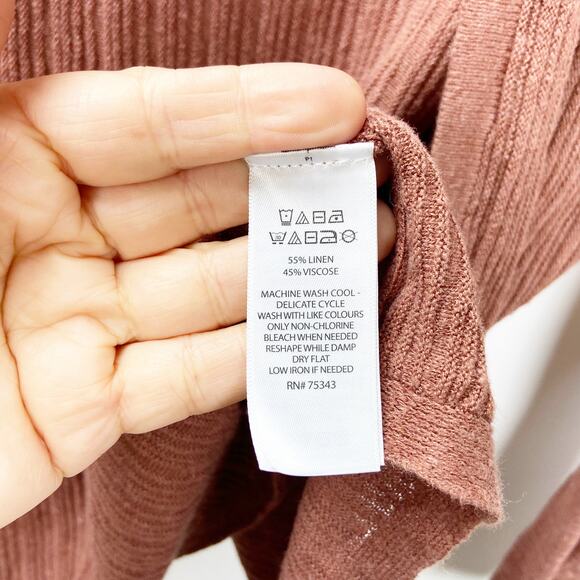 P1
55% LINEN
45% VISCOSE
MACHINE WASH COOL -
DELICATE CYCLE
WASH WITH LIKE COLOURS
ONLY NON-CHLORINE
BLEACH WHEN NEEDED
RESHAPE WHILE DAMP
DRY FLAT
LOW IRON IF NEEDED
RN# 75343